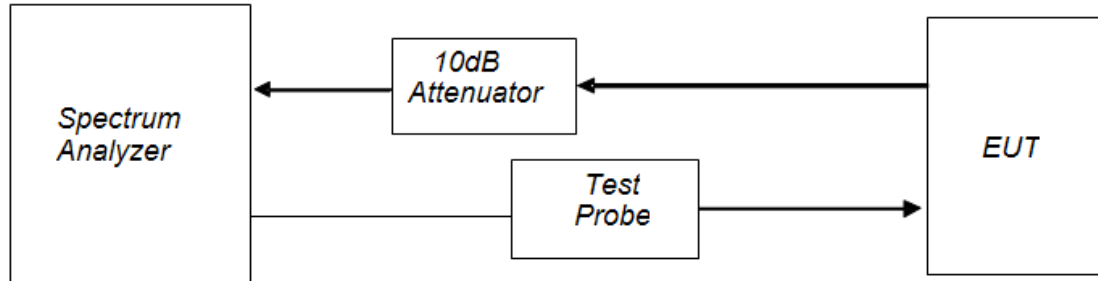 10dB
Attenuator
Spectrum
Analyzer
EUT
Test
Probe